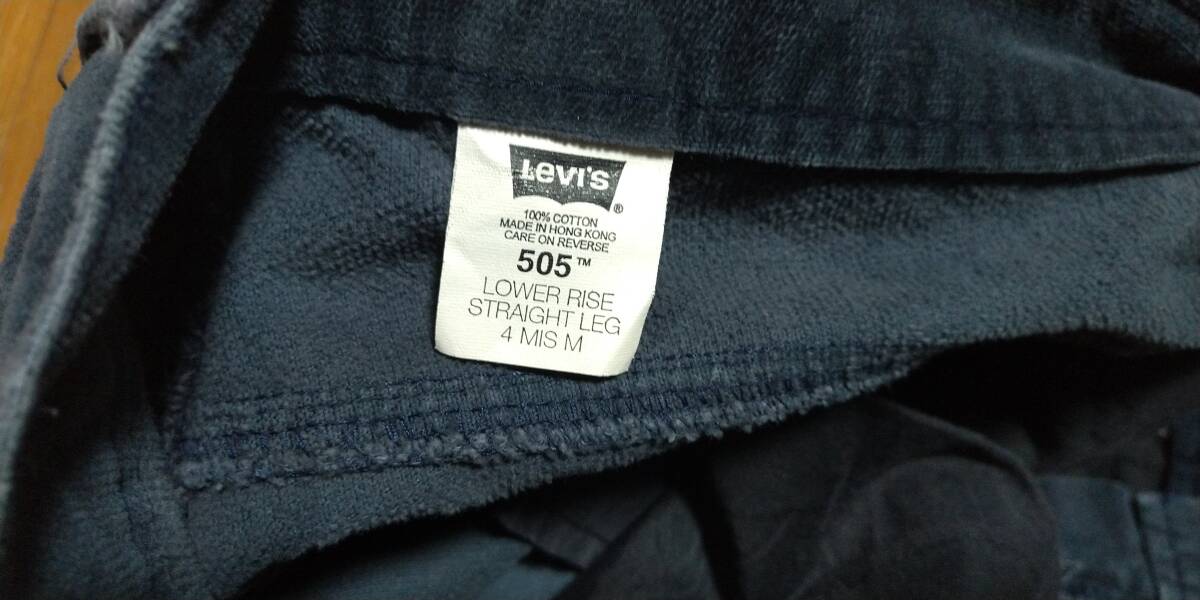 Levi's
®
100% COTTON
MADE IN HONG KONG
CARE ON REVERSE
505™
LOWER RISE
STRAIGHT LEG
4 MIS M